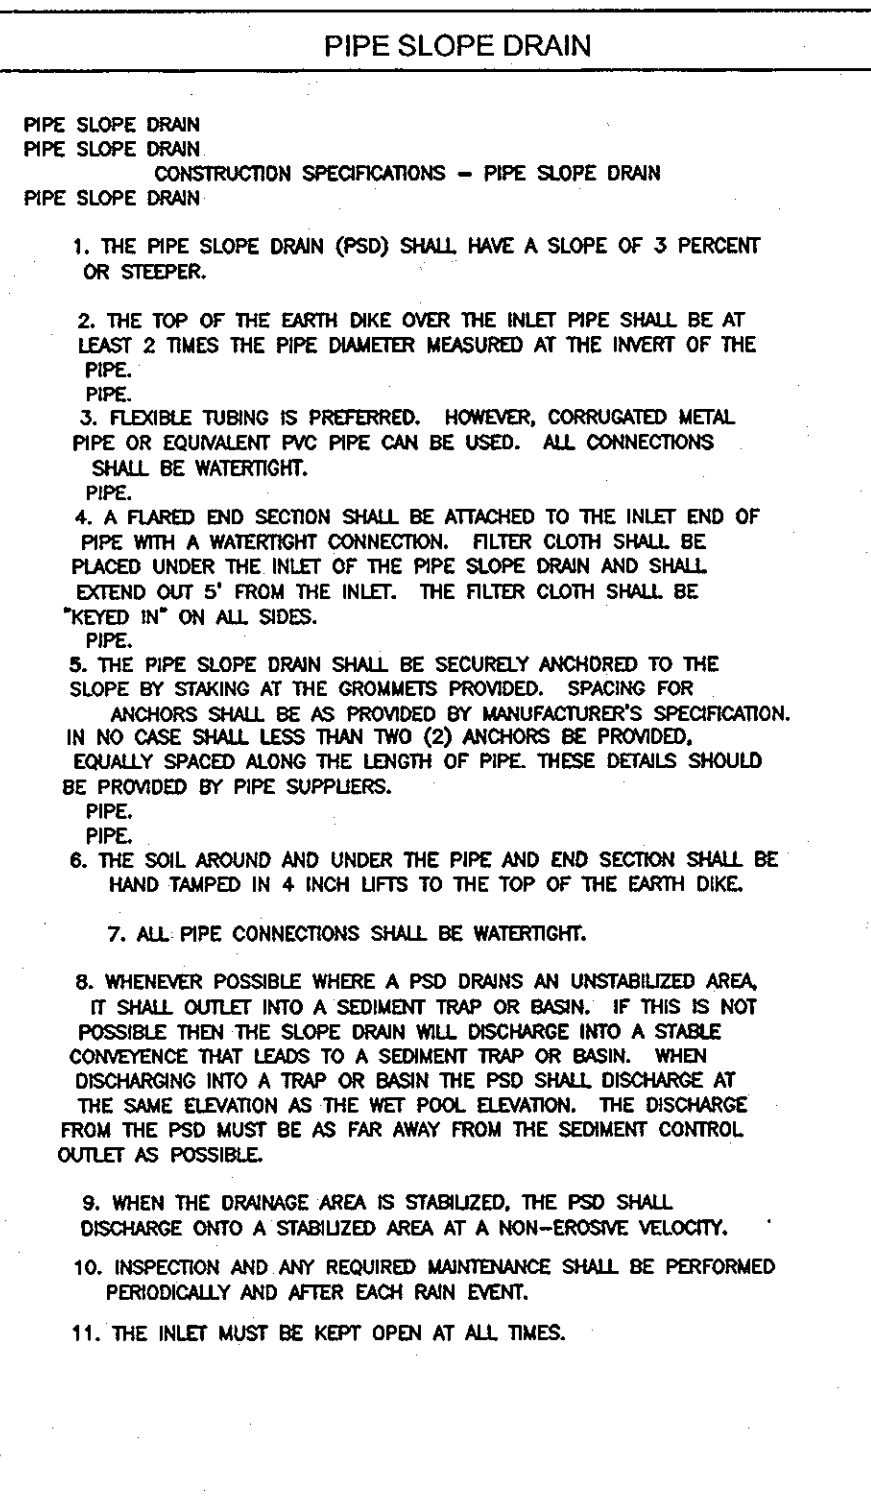 PIPE SLOPE DRAIN
PIPE SLOPE DRAIN
PIPE SLOPE DRAIN
CONSTRUCTION SPECIFICATIONS – PIPE SLOPE DRAIN
PIPE SLOPE DRAIN
1. THE PIPE SLOPE DRAIN (PSD) SHALL HAVE A SLOPE OF 3 PERCENT
OR STEEPER.
2. THE TOP OF THE EARTH DIKE OVER THE INLET PIPE SHALL BE AT
LEAST 2 TIMES THE PIPE DIAMETER MEASURED AT THE INVERT OF THE
PIPE.
PIPE.
3. FLEXIBLE TUBING IS PREFERRED. HOWEVER, CORRUGATED METAL
PIPE OR EQUIVALENT PVC PIPE CAN BE USED. ALL CONNECTIONS
SHALL BE WATERTIGHT.
PIPE.
4. A FLARED END SECTION SHALL BE ATTACHED TO THE INLET END OF
PIPE WITH A WATERTIGHT CONNECTION. FILTER CLOTH SHALL BE
PLACED UNDER THE INLET OF THE PIPE SLOPE DRAIN AND SHALL
EXTEND OUT 5' FROM THE INLET. THE FILTER CLOTH SHALL BE
"KEYED IN" ON ALL SIDES.
PIPE.
5. THE PIPE SLOPE DRAIN SHALL BE SECURELY ANCHORED TO THE
SLOPE BY STAKING AT THE GROMMETS PROVIDED. SPACING FOR
ANCHORS SHALL BE AS PROVIDED BY MANUFACTURER'S SPECIFICATION.
IN NO CASE SHALL LESS THAN TWO (2) ANCHORS BE PROVIDED,
EQUALLY SPACED ALONG THE LENGTH OF PIPE. THESE DETAILS SHOULD
BE PROVIDED BY PIPE SUPPLIERS.
PIPE.
PIPE.
6. THE SOIL AROUND AND UNDER THE PIPE AND END SECTION SHALL BE
HAND TAMPED IN 4 INCH LIFTS TO THE TOP OF THE EARTH DIKE.
7. ALL PIPE CONNECTIONS SHALL BE WATERTIGHT.
8. WHENEVER POSSIBLE WHERE A PSD DRAINS AN UNSTABILIZED AREA,
IT SHALL OUTLET INTO A SEDIMENT TRAP OR BASIN. IF THIS IS NOT
POSSIBLE THEN THE SLOPE DRAIN WILL DISCHARGE INTO A STABLE
CONVEYENCE THAT LEADS TO A SEDIMENT TRAP OR BASIN. WHEN
DISCHARGING INTO A TRAP OR BASIN THE PSD SHALL DISCHARGE AT
THE SAME ELEVATION AS THE WET POOL ELEVATION. THE DISCHARGE
FROM THE PSD MUST BE AS FAR AWAY FROM THE SEDIMENT CONTROL
OUTLET AS POSSIBLE.
9. WHEN THE DRAINAGE AREA IS STABILIZED, THE PSD SHALL
DISCHARGE ONTO A STABILIZED AREA AT A NON–EROSIVE VELOCITY.
10. INSPECTION AND ANY REQUIRED MAINTENANCE SHALL BE PERFORMED
PERIODICALLY AND AFTER EACH RAIN EVENT.
11. THE INLET MUST BE KEPT OPEN AT ALL TIMES.